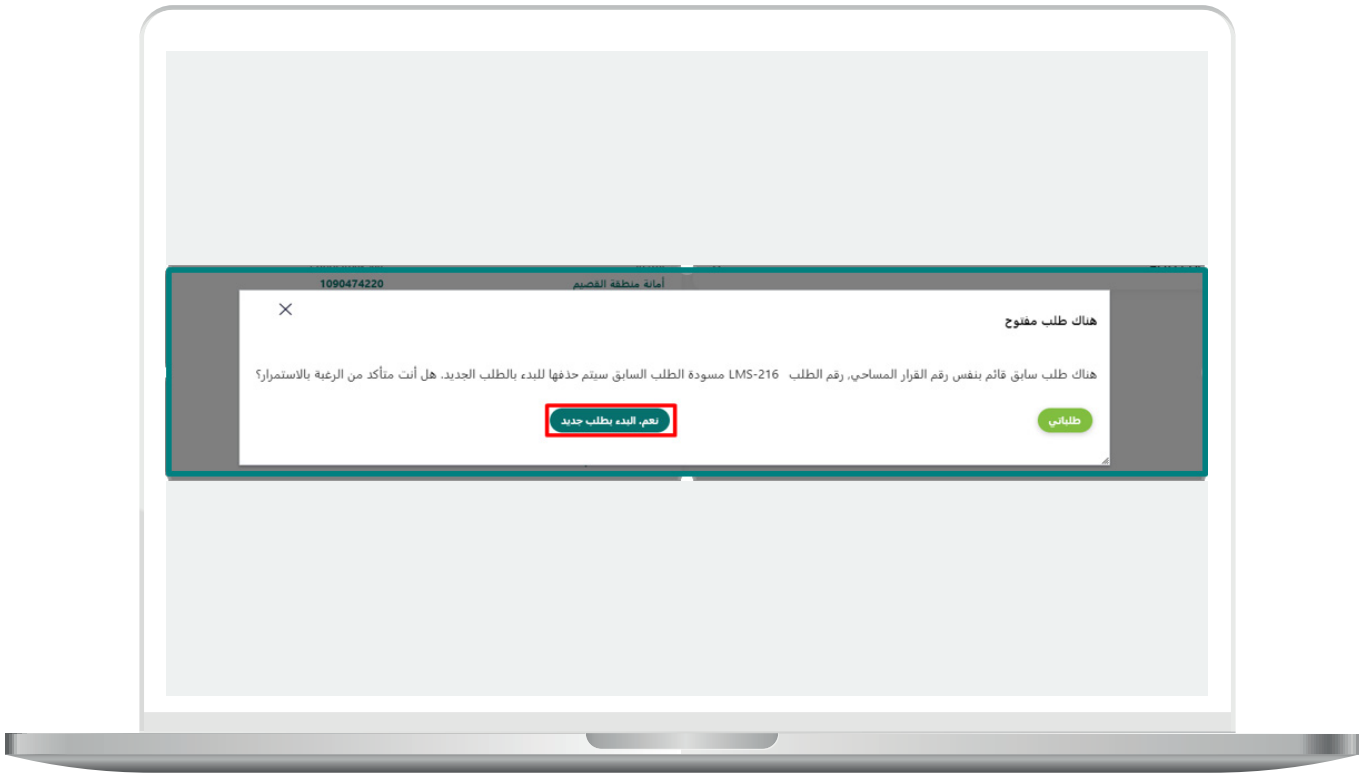 أمانة منطقة القصيم 1090474220
هناك طلب مفتوح
هناك طلب سابق قائم بنفس رقم القرار المساحي, رقم الطلب LMS-216 مسودة الطلب السابق سيتم حذفها للبدء بالطلب الجديد. هل أنت متأكد من الرغبة بالاستمرار؟
طلباتي
نعم، البدء بطلب جديد